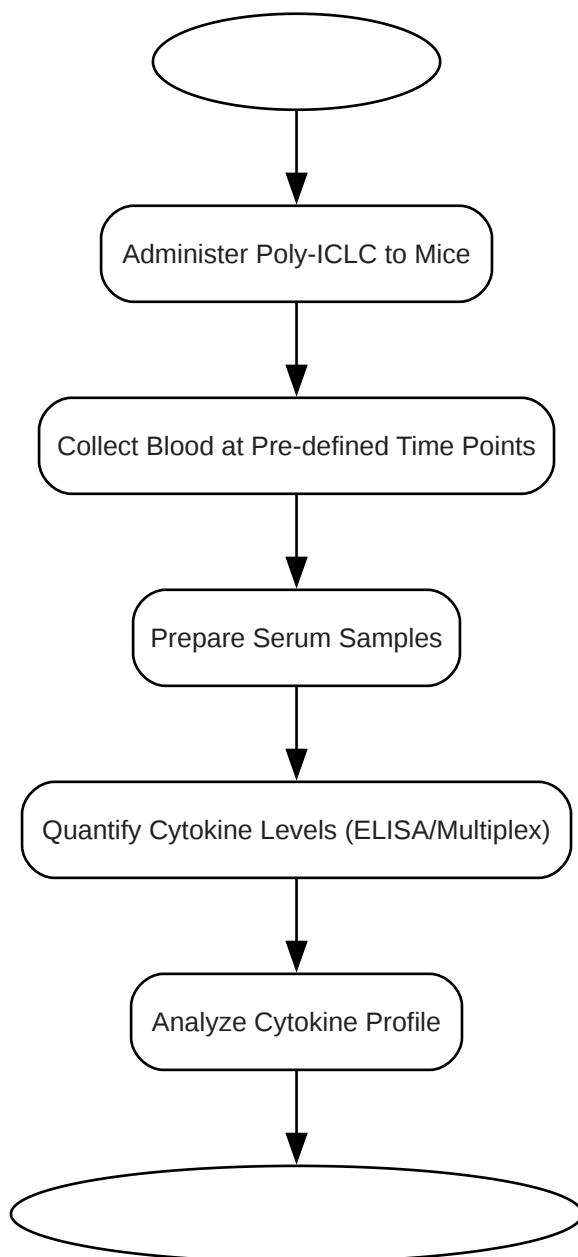 Administer Poly-ICLC to Mice
Collect Blood at Pre-defined Time Points
Prepare Serum Samples
Quantify Cytokine Levels (ELISA/Multiplex)
Analyze Cytokine Profile